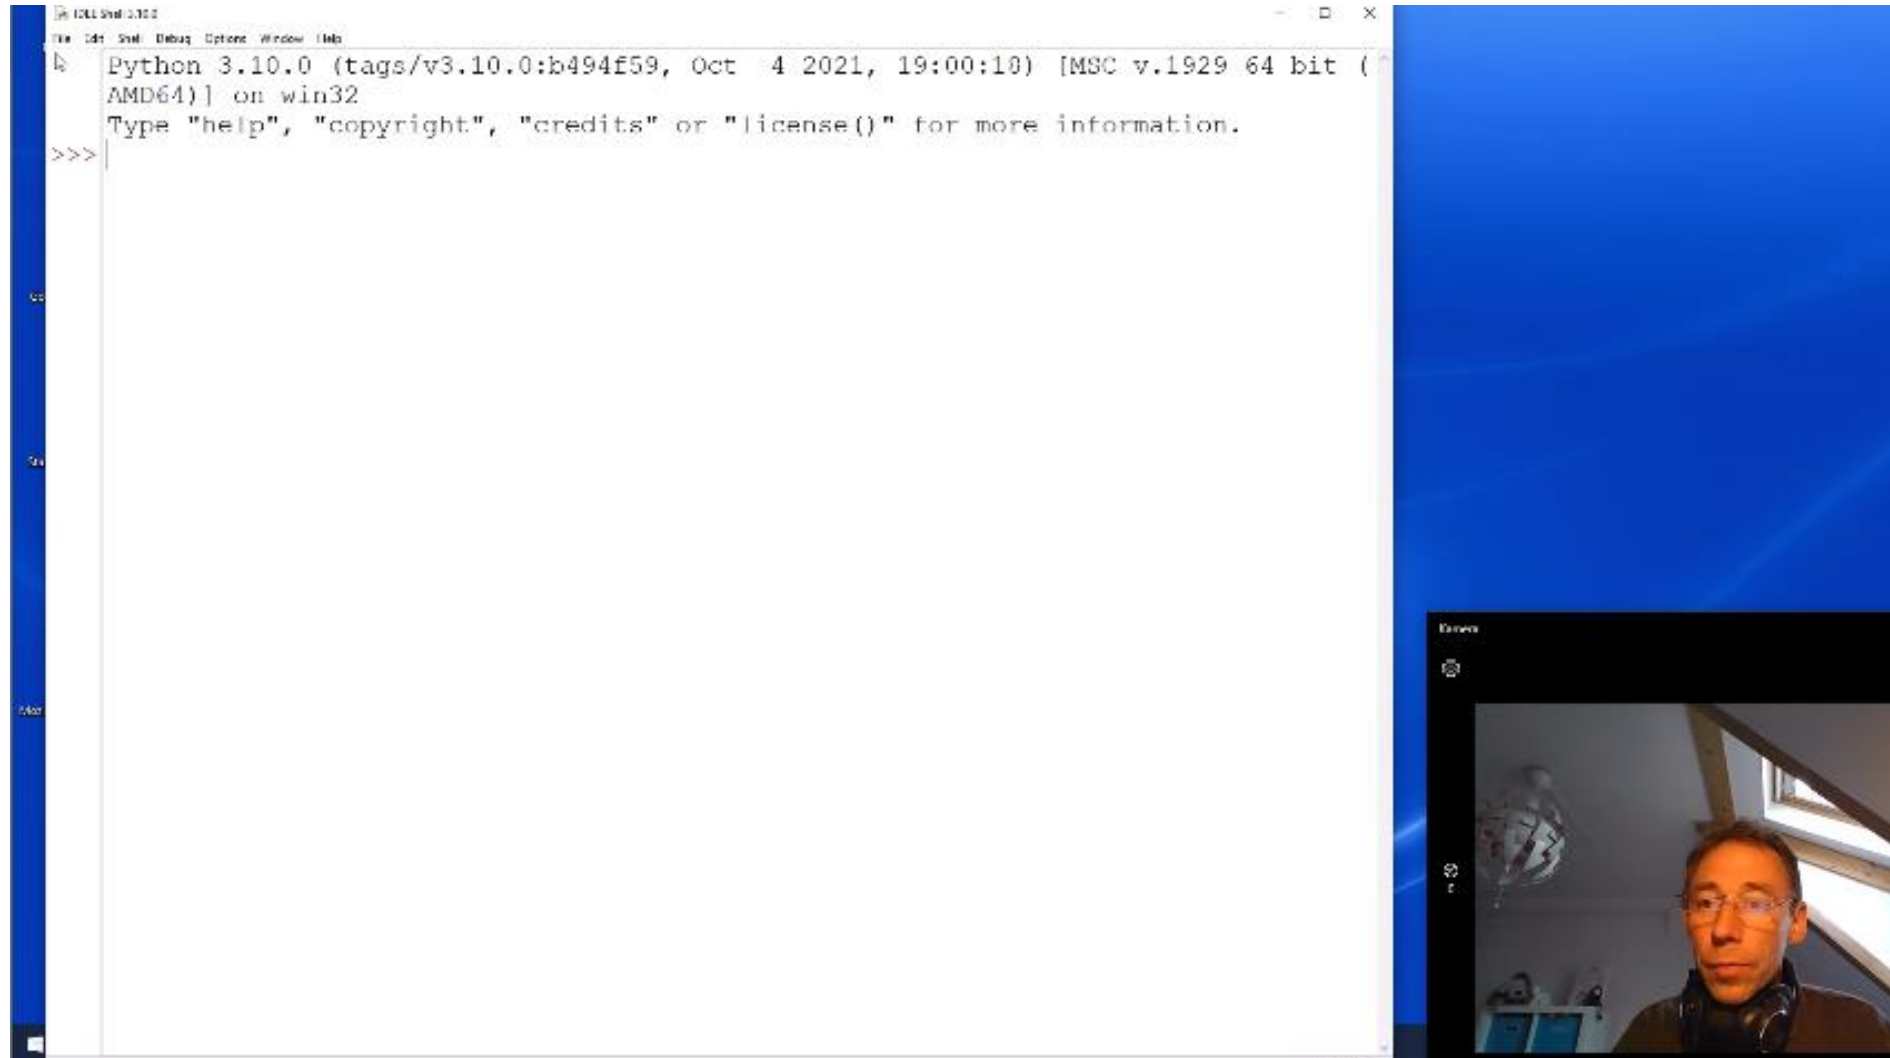 IDLE Shell 3.10.0
File Edit Shell Debug Options Window Help
Python 3.10.0 (tags/v3.10.0:b494f59, Oct  4 2021, 19:00:18) [MSC v.1929 64 bit (
AMD64)] on win32
Type "help", "copyright", "credits" or "license()" for more information.
>>>
Kamera